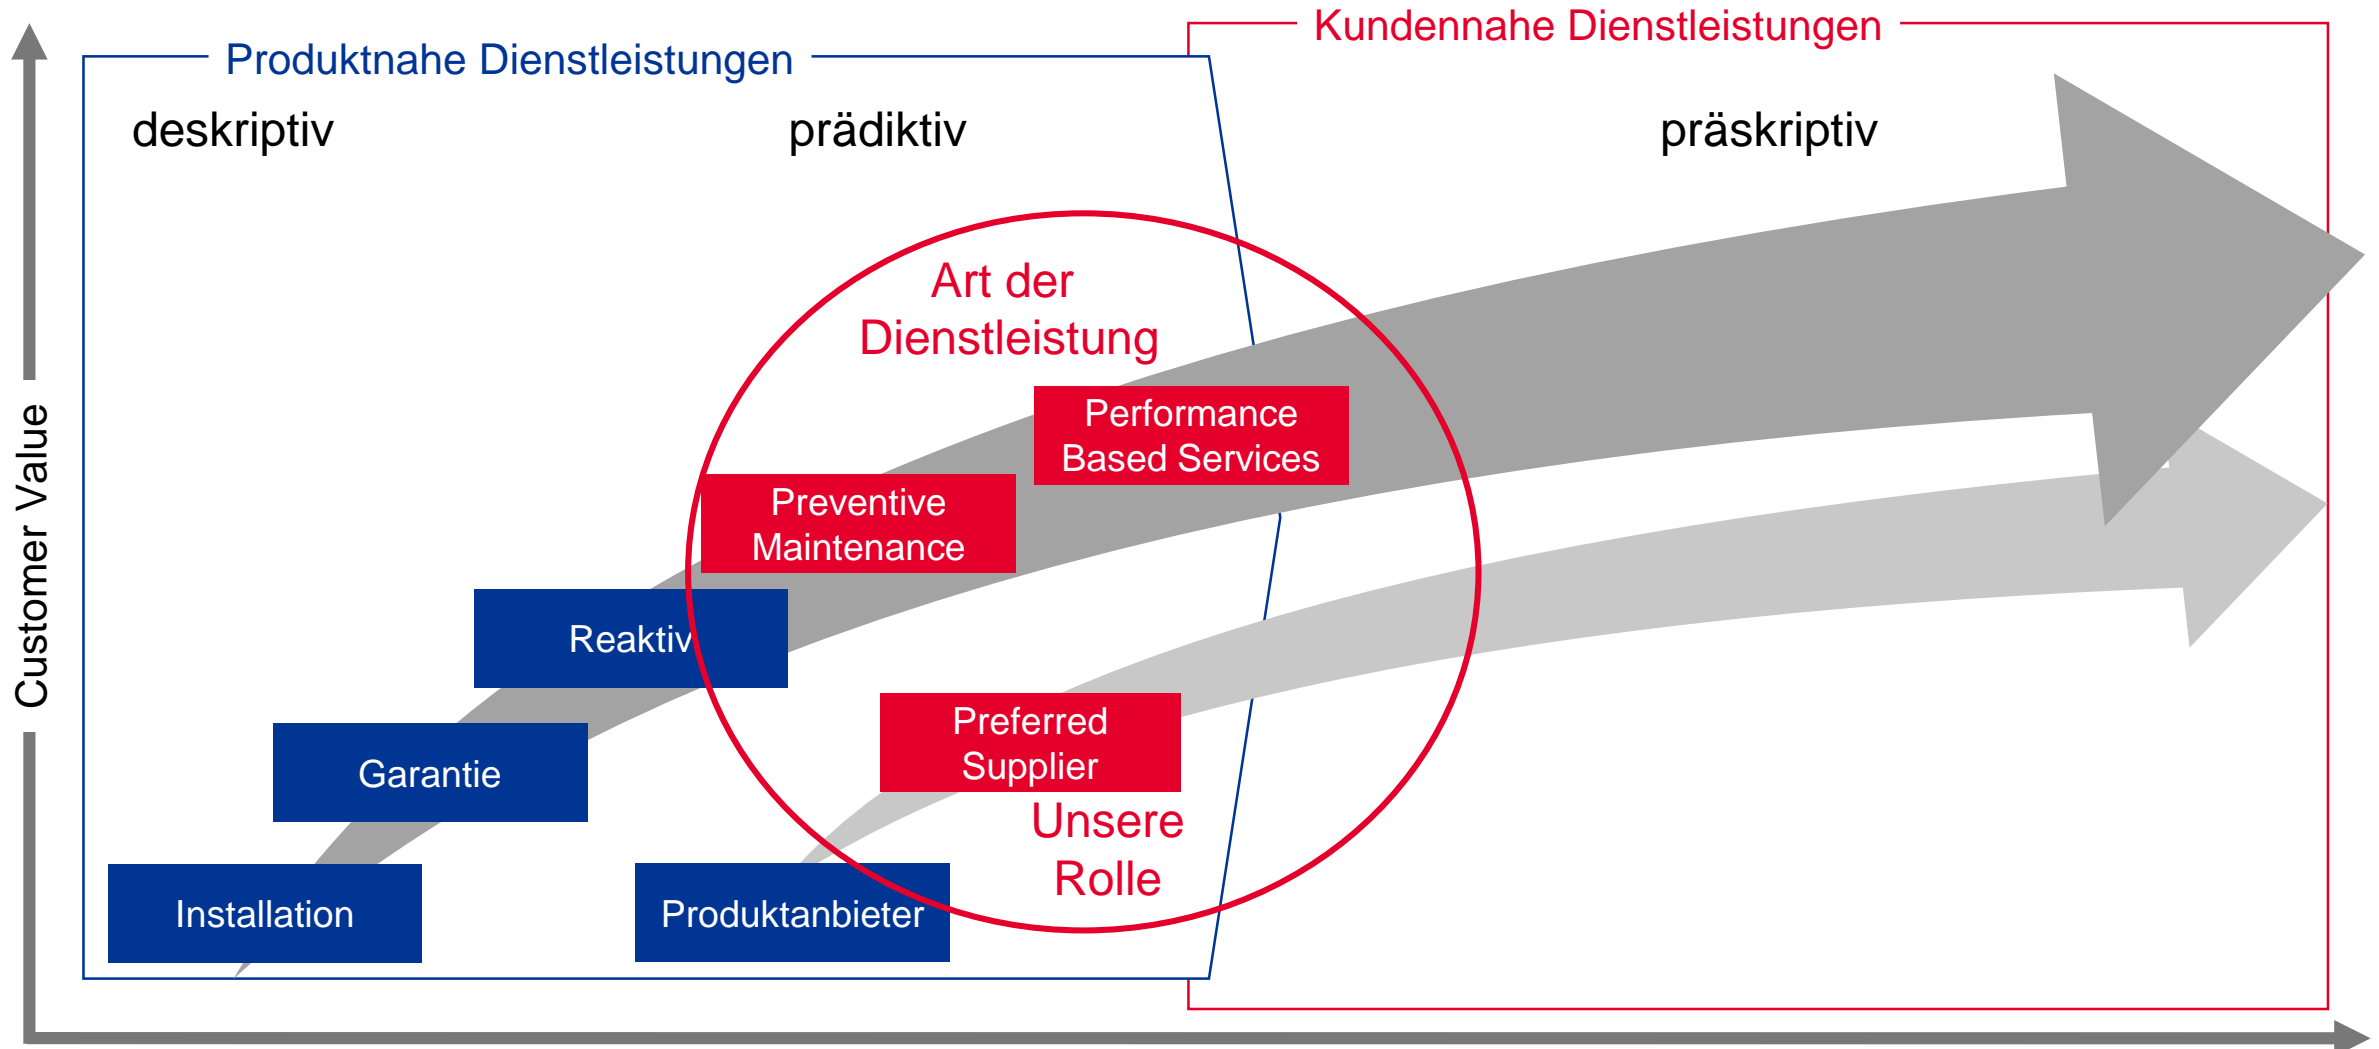 Kundennahe Dienstleistungen
Produktnahe Dienstleistungen
deskriptiv
prädiktiv
präskriptiv
Art der
Dienstleistung
Customer Value
Performance
Based Services
Preventive
Maintenance
Reaktiv
Preferred
Supplier
Garantie
Unsere
Rolle
Installation
Produktanbieter